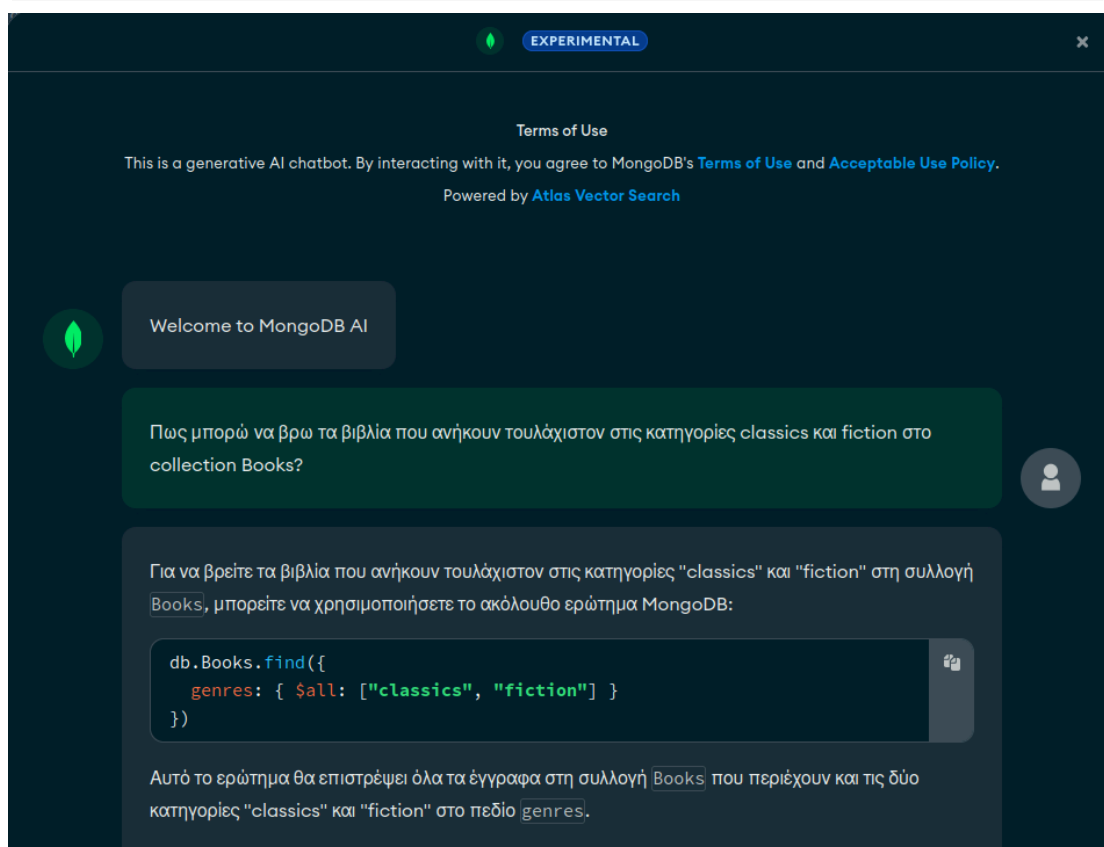 EXPERIMENTAL
Terms of Use
This is a generative AI chatbot. By interacting with it, you agree to MongoDB's Terms of Use and Acceptable Use Policy.
Powered by Atlas Vector Search
Welcome to MongoDB AI
Πως μπορώ να βρω τα βιβλία που ανήκουν τουλάχιστον στις κατηγορίες classics και fiction στο
collection Books?
Για να βρείτε τα βιβλία που ανήκουν τουλάχιστον στις κατηγορίες "classics" και "fiction" στη συλλογή
Books, μπορείτε να χρησιμοποιήσετε το ακόλουθο ερώτημα MongoDB:
db.Books.find({
  genres: { $all: ["classics", "fiction"] }
})
Αυτό το ερώτημα θα επιστρέψει όλα τα έγγραφα στη συλλογή Books που περιέχουν και τις δύο
κατηγορίες "classics" και "fiction" στο πεδίο genres.